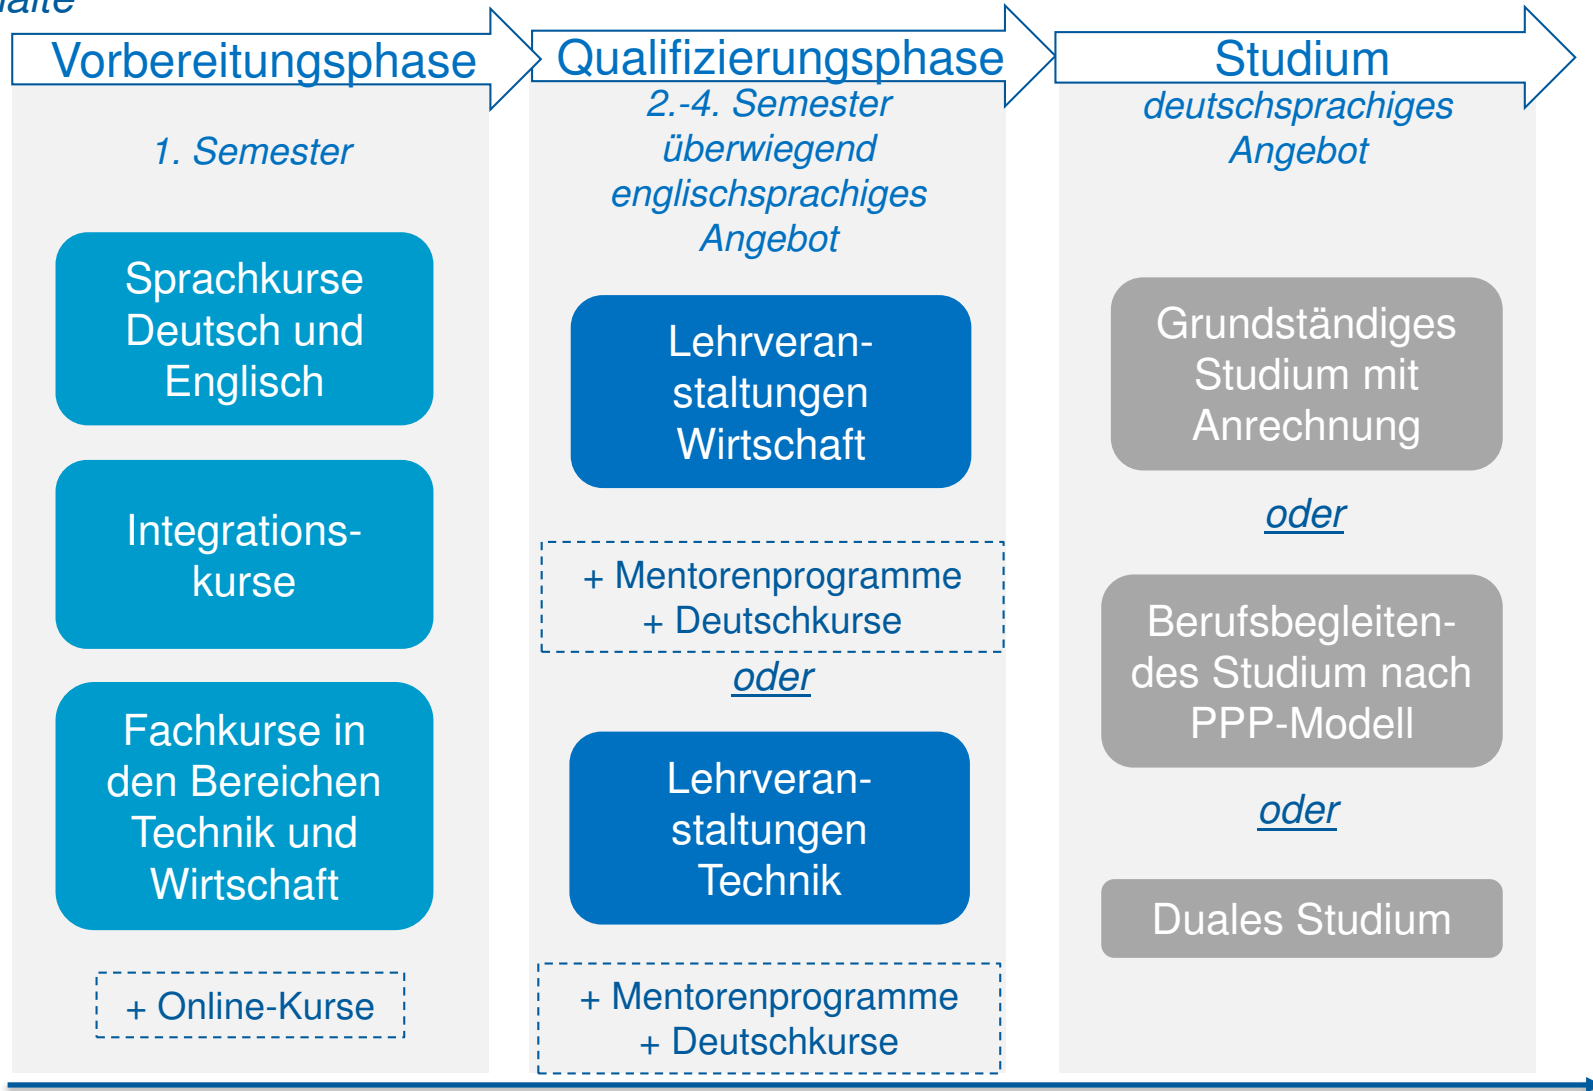 Vorbereitungsphase
1. Semester
Sprachkurse
Deutsch und
Englisch
Integrations-
kurse
Fachkurse in
den Bereichen
Technik und
Wirtschaft
+ Online-Kurse
Qualifizierungsphase
2.-4. Semester
überwiegend
englischsprachiges
Angebot
Lehrveran-
staltungen
Wirtschaft
+ Mentorenprogramme
+ Deutschkurse
oder
Lehrveran-
staltungen
Technik
+ Mentorenprogramme
+ Deutschkurse
Studium
deutschsprachiges
Angebot
Grundständiges
Studium mit
Anrechnung
oder
Berufsbegleiten-
des Studium nach
PPP-Modell
oder
Duales Studium